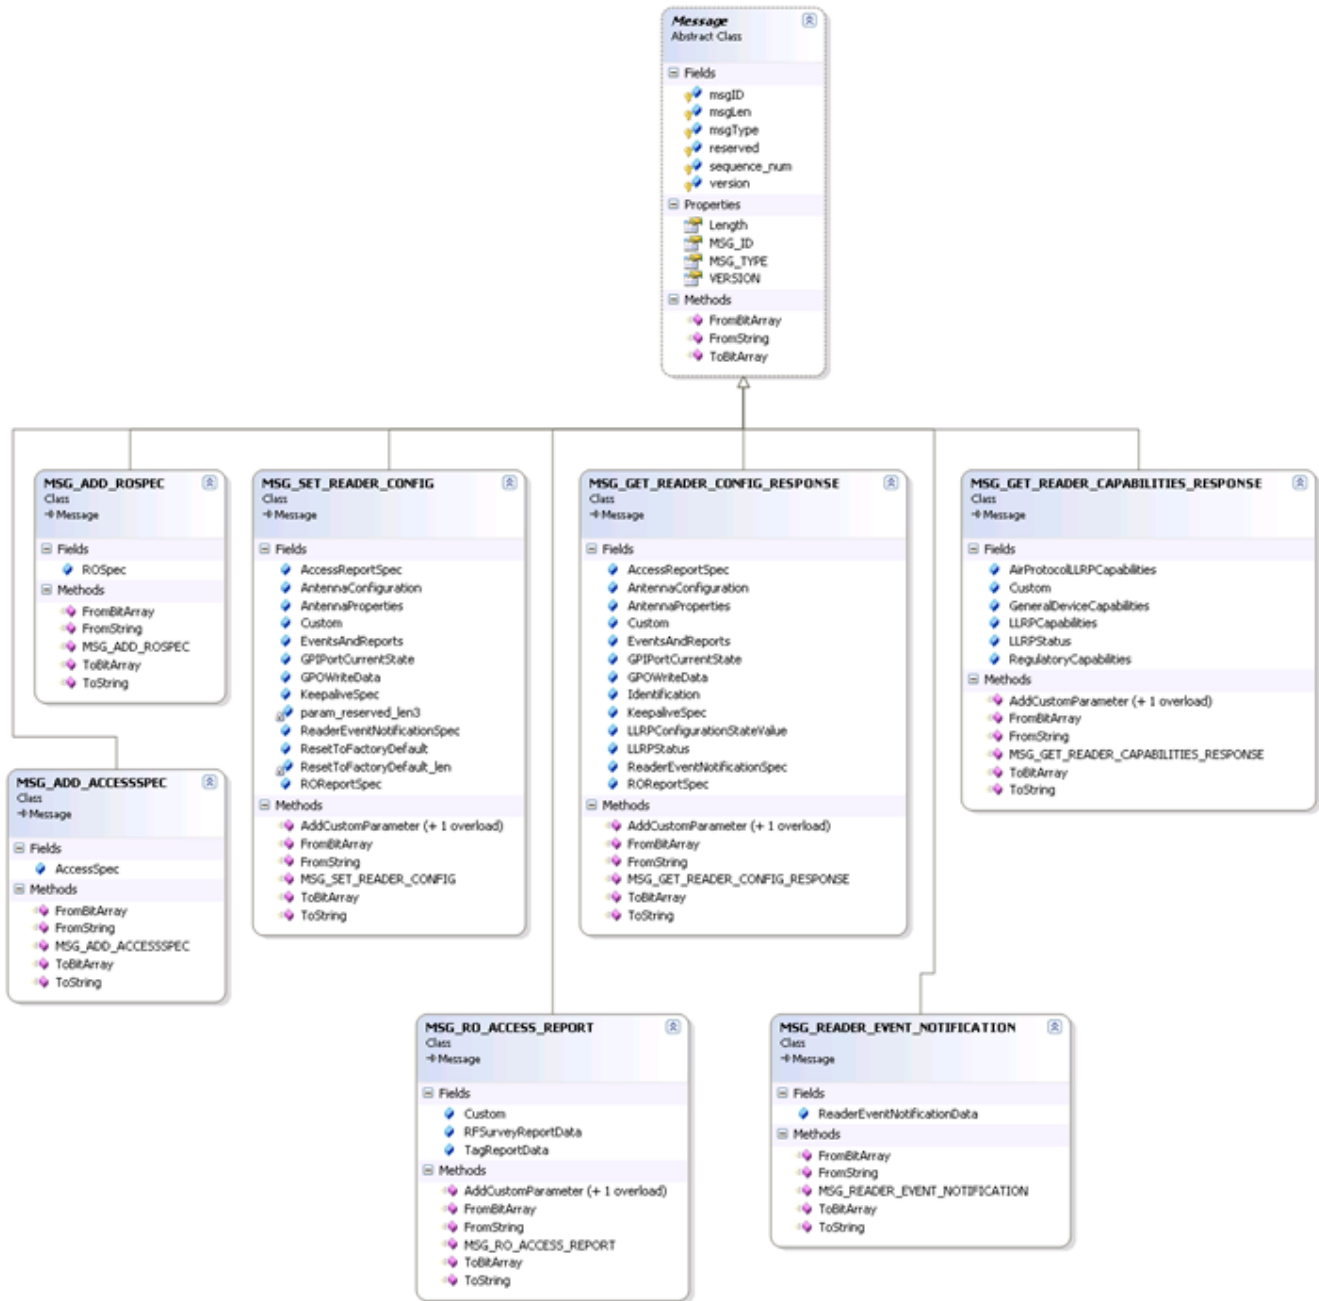 Message
Abstract Class
Fields
msgID
msgLen
msgType
reserved
sequence_num
version
Properties
Length
MSG_ID
MSG_TYPE
VERSION
Methods
FromBitArray
FromString
ToBitArray
MSG_ADD_ROSPEC
Class
Message
Fields
ROSpec
Methods
FromBitArray
FromString
MSG_ADD_ROSPEC
ToBitArray
ToString
MSG_SET_READER_CONFIG
Class
Message
Fields
AccessReportSpec
AntennaConfiguration
AntennaProperties
Custom
EventsAndReports
GPIPortCurrentState
GPOWriteData
KeepaliveSpec
param_reserved_len3
ReaderEventNotificationSpec
ResetToFactoryDefault
ResetToFactoryDefault_len
ROReportSpec
Methods
AddCustomParameter (+ 1 overload)
FromBitArray
FromString
MSG_SET_READER_CONFIG
ToBitArray
ToString
MSG_GET_READER_CONFIG_RESPONSE
Class
Message
Fields
AccessReportSpec
AntennaConfiguration
AntennaProperties
Custom
EventsAndReports
GPIPortCurrentState
GPOWriteData
Identification
KeepaliveSpec
LLRPConfigurationStateValue
LLRPStatus
ReaderEventNotificationSpec
ROReportSpec
Methods
AddCustomParameter (+ 1 overload)
FromBitArray
FromString
MSG_GET_READER_CONFIG_RESPONSE
ToBitArray
ToString
MSG_GET_READER_CAPABILITIES_RESPONSE
Class
Message
Fields
AirProtocolLLRPCapabilities
Custom
GeneralDeviceCapabilities
LLRPCapabilities
LLRPStatus
RegulatoryCapabilities
Methods
AddCustomParameter (+ 1 overload)
FromBitArray
FromString
MSG_GET_READER_CAPABILITIES_RESPONSE
ToBitArray
ToString
MSG_ADD_ACCESSSPEC
Class
Message
Fields
AccessSpec
Methods
FromBitArray
FromString
MSG_ADD_ACCESSSPEC
ToBitArray
ToString
MSG_RO_ACCESS_REPORT
Class
Message
Fields
Custom
RFSurveyReportData
TagReportData
Methods
AddCustomParameter (+ 1 overload)
FromBitArray
FromString
MSG_RO_ACCESS_REPORT
ToBitArray
ToString
MSG_READER_EVENT_NOTIFICATION
Class
Message
Fields
ReaderEventNotificationData
Methods
FromBitArray
FromString
MSG_READER_EVENT_NOTIFICATION
ToBitArray
ToString